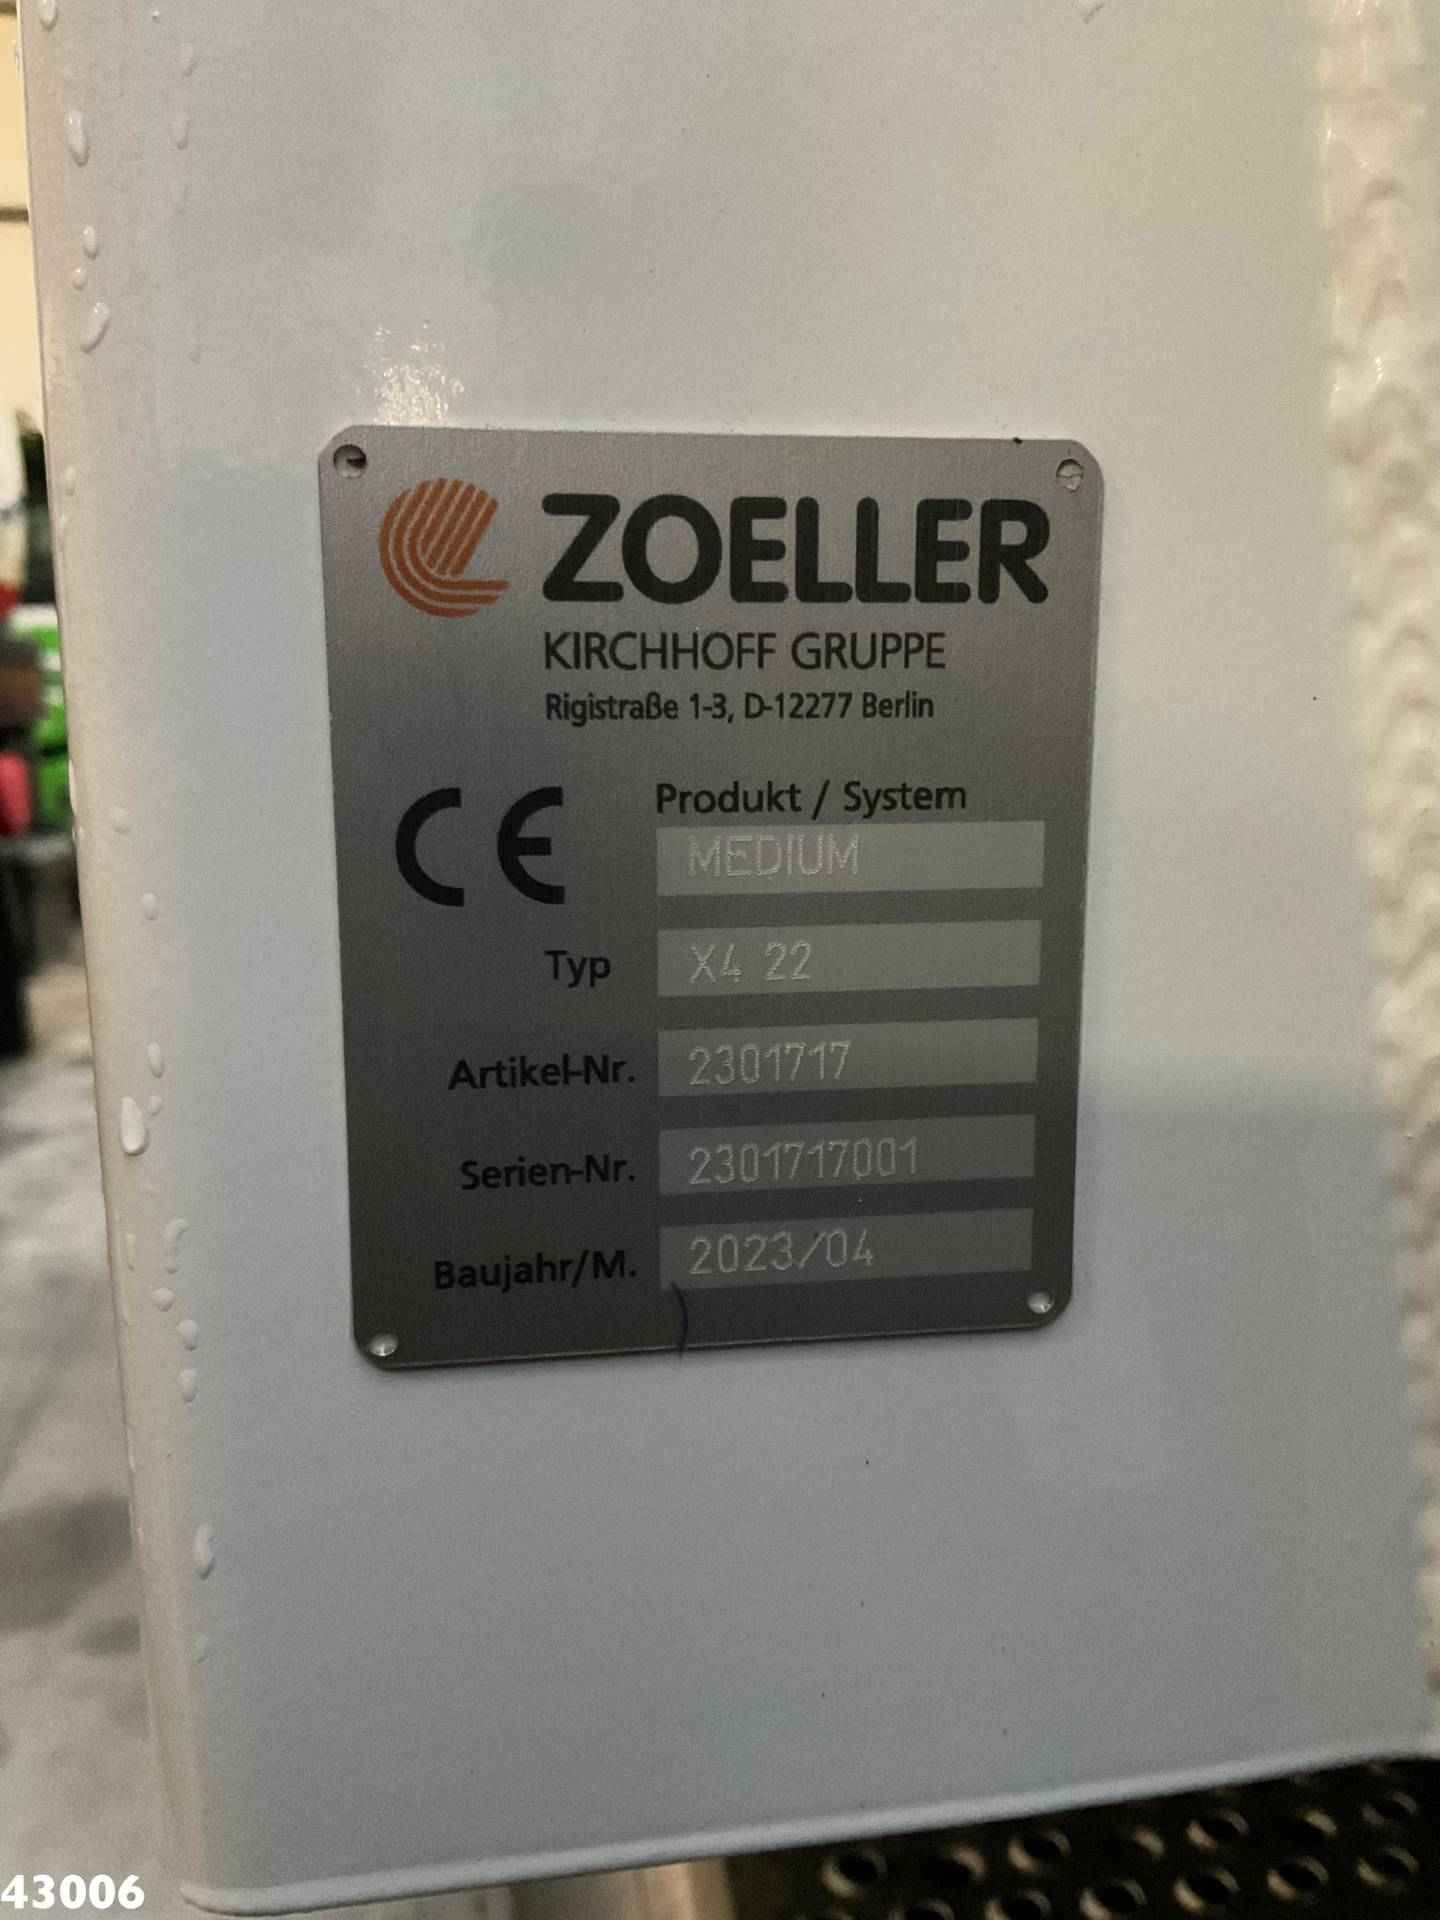 ZOELLER
KIRCHHOFF GRUPPE
Rigistraße 1-3, D-12277 Berlin
CE
Produkt / System
MEDIUM
Typ X4 22
Artikel-Nr. 2301717
Serien-Nr. 2301717001
Baujahr/M. 2023/04
43006